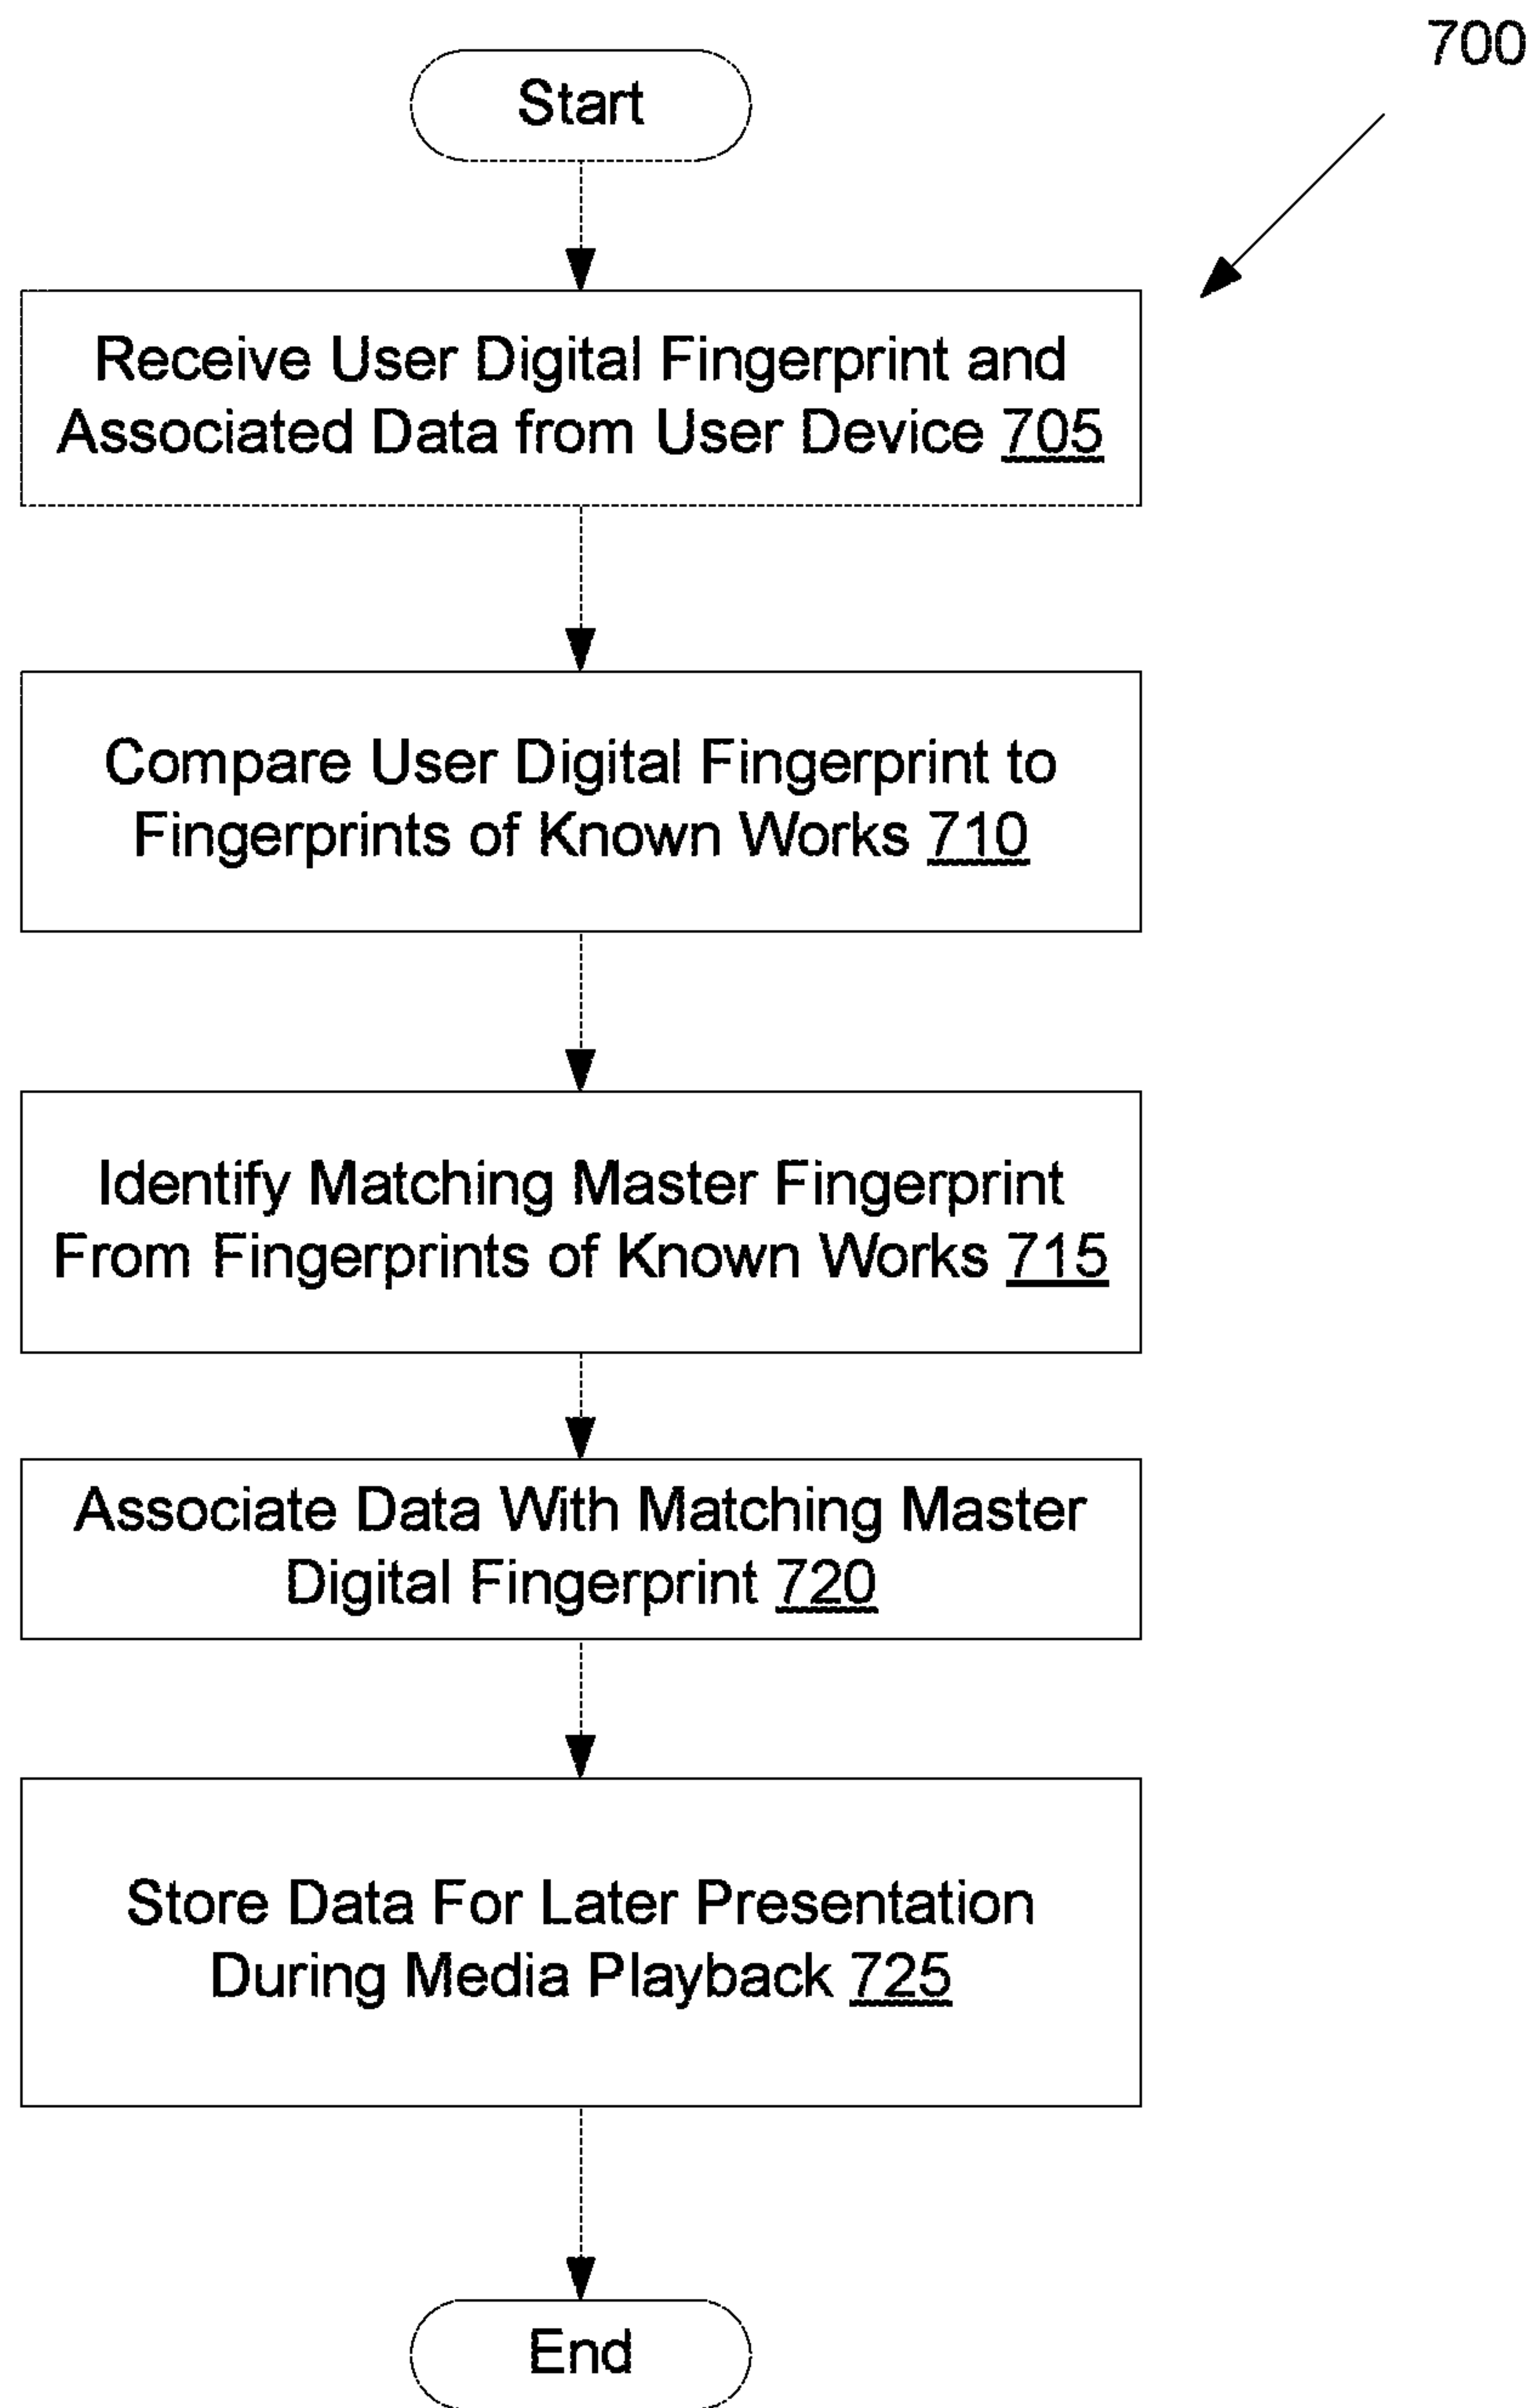 700
Start
Receive User Digital Fingerprint and
Associated Data from User Device 705
Compare User Digital Fingerprint to
Fingerprints of Known Works 710
Identify Matching Master Fingerprint
From Fingerprints of Known Works 715
Associate Data With Matching Master
Digital Fingerprint 720
Store Data For Later Presentation
During Media Playback 725
End